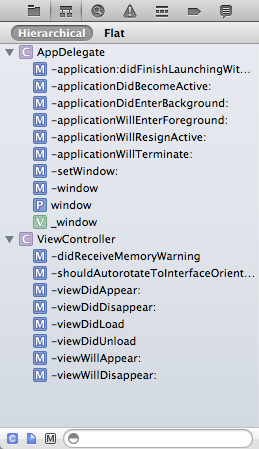 Hierarchical Flat
C AppDelegate
M -application:didFinishLaunchingWit...
M -applicationDidBecomeActive:
M -applicationDidEnterBackground:
M -applicationWillEnterForeground:
M -applicationWillResignActive:
M -applicationWillTerminate:
M -setWindow:
M -window
P window
V _window
C ViewController
M -didReceiveMemoryWarning
M -shouldAutorotateToInterfaceOrient...
M -viewDidAppear:
M -viewDidDisappear:
M -viewDidLoad
M -viewDidUnload
M -viewWillAppear:
M -viewWillDisappear:
C M